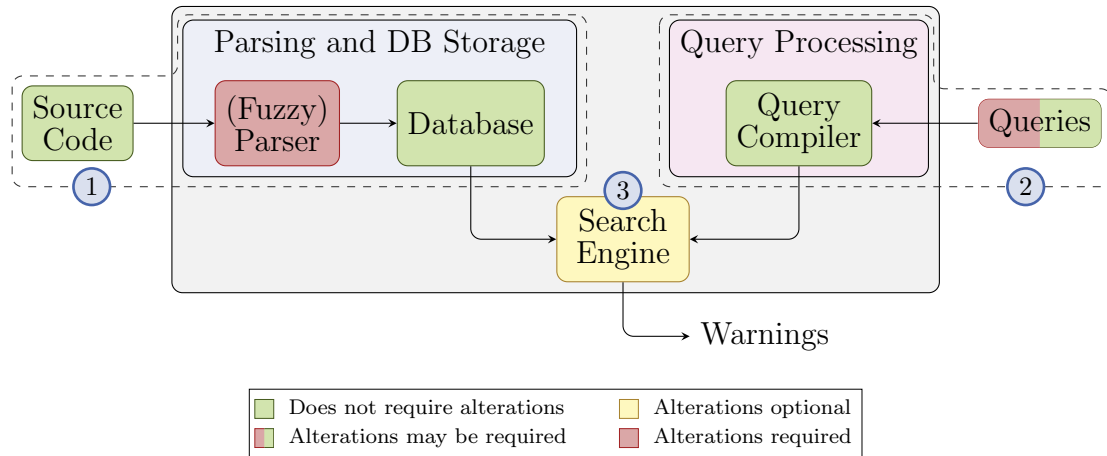 Parsing and DB Storage
Query Processing
Source
Code
(Fuzzy)
Parser
Database
Query
Compiler
Queries
1
3
2
Search
Engine
Warnings
Does not require alterations
Alterations optional
Alterations may be required
Alterations required